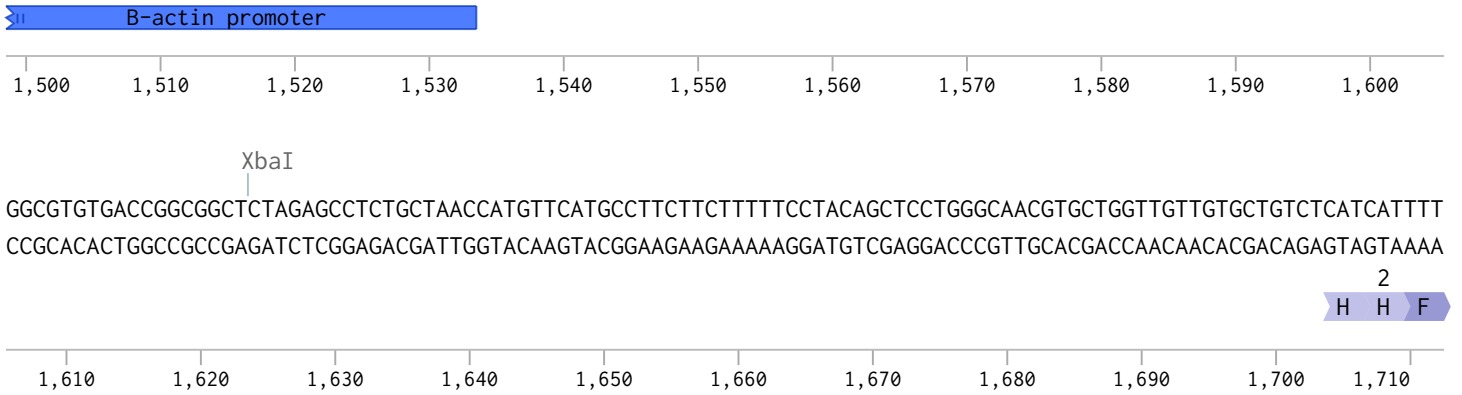 B-actin promoter
1,500 1,510 1,520 1,530 1,540 1,550 1,560 1,570 1,580 1,590 1,600
XbaI
GGCGTGTGACCGGCGGCTCTAGAGCCTCTGCTAACCATGTTCATGCCTTCTTCTTTTTCCTACAGCTCCTGGGCAACGTGCTGGTTGTTGTGCTGTCTCATCATTTT
CCGCACACTGGCCGCCGAGATCTCGGAGACGATTGGTACAAGTACGGAAGAAGAAAAAGGATGTCGAGGACCCGTTGCACGACCAACAACACGACAGAGTAGTAAAA
2
H H F
1,610 1,620 1,630 1,640 1,650 1,660 1,670 1,680 1,690 1,700 1,710